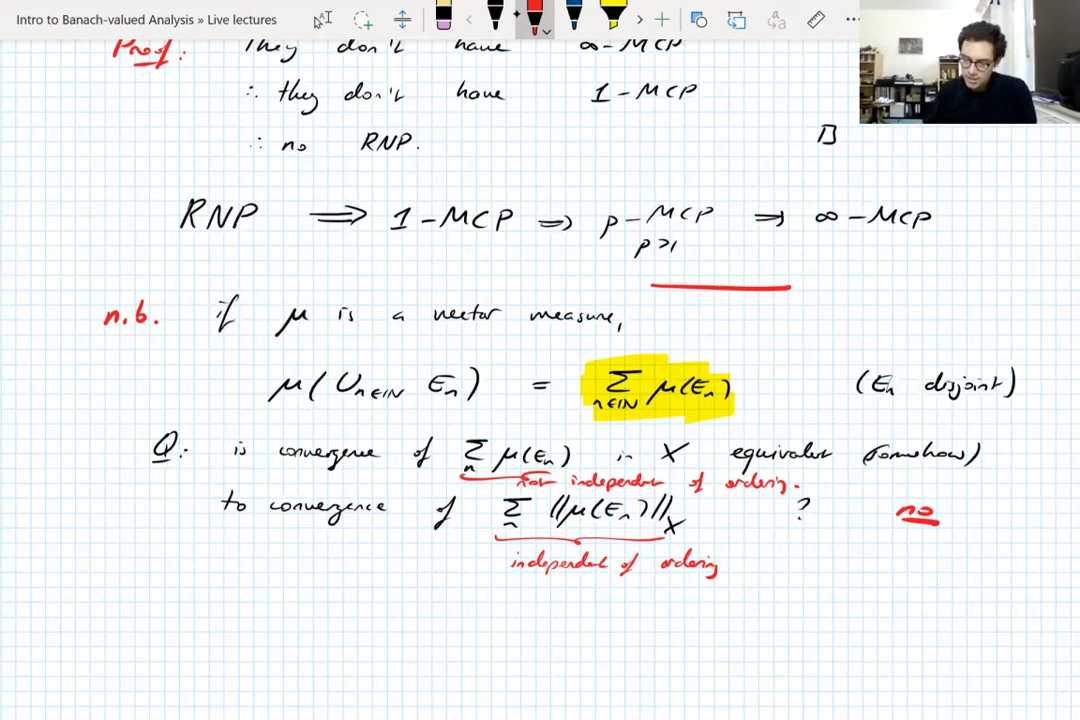 Intro to Banach-valued Analysis » Live lectures
Proof: They don't have ∞-MCP
∴ they don't have 1-MCP
∴ no RNP. □
RNP ⟹ 1-MCP ⟹ p-MCP ⟹ ∞-MCP
p>1
n.b. if μ is a vector measure,
μ(∪n∈ℕ En) = Σn∈ℕ μ(En) (En disjoint)
Q: is convergence of Σn μ(En) in X equivalent (somehow)
not independent of ordering.
to convergence of Σn ||μ(En)||X ? no
independent of ordering